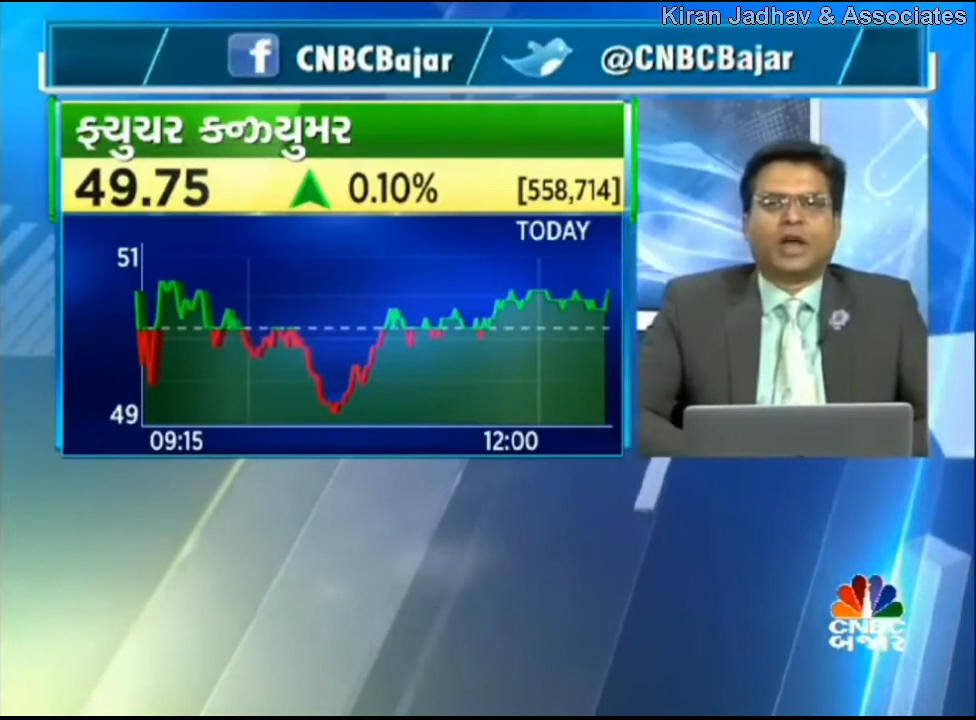 Kiran Jadhav & Associates
f CNBCBajar @CNBCBajar
ફ્યુચર કન્ઝ્યુમર
49.75 0.10% [558,714]
TODAY
51
49
09:15 12:00
CNBC
બજાર